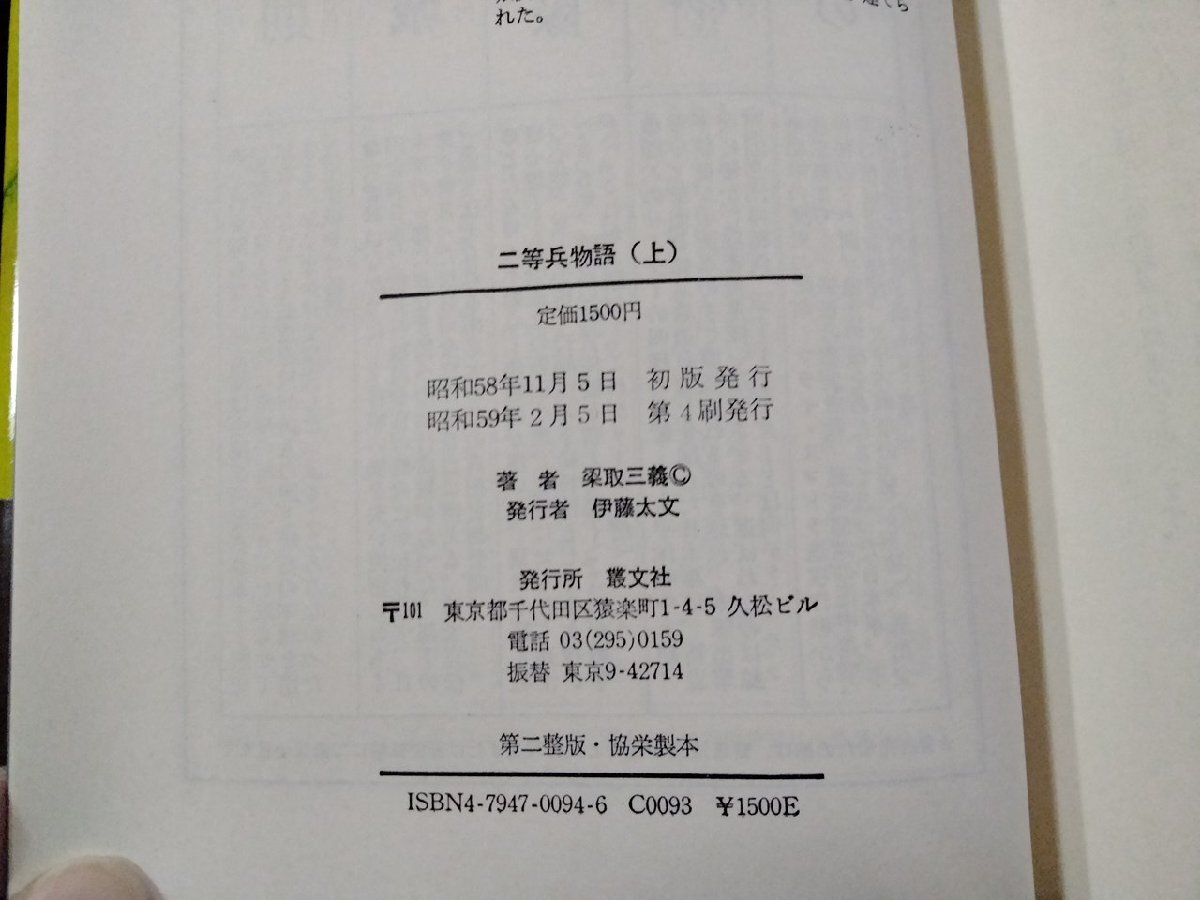 れた。
二等兵物語（上）
定価1500円
昭和58年11月5日 初版発行
昭和59年2月5日 第4刷発行
著者 梁取三義©
発行者 伊藤太文
発行所 叢文社
〒101 東京都千代田区猿楽町1-4-5 久松ビル
電話 03(295)0159
振替 東京9-42714
第二整版・協栄製本
ISBN4-7947-0094-6 C0093 ¥1500E